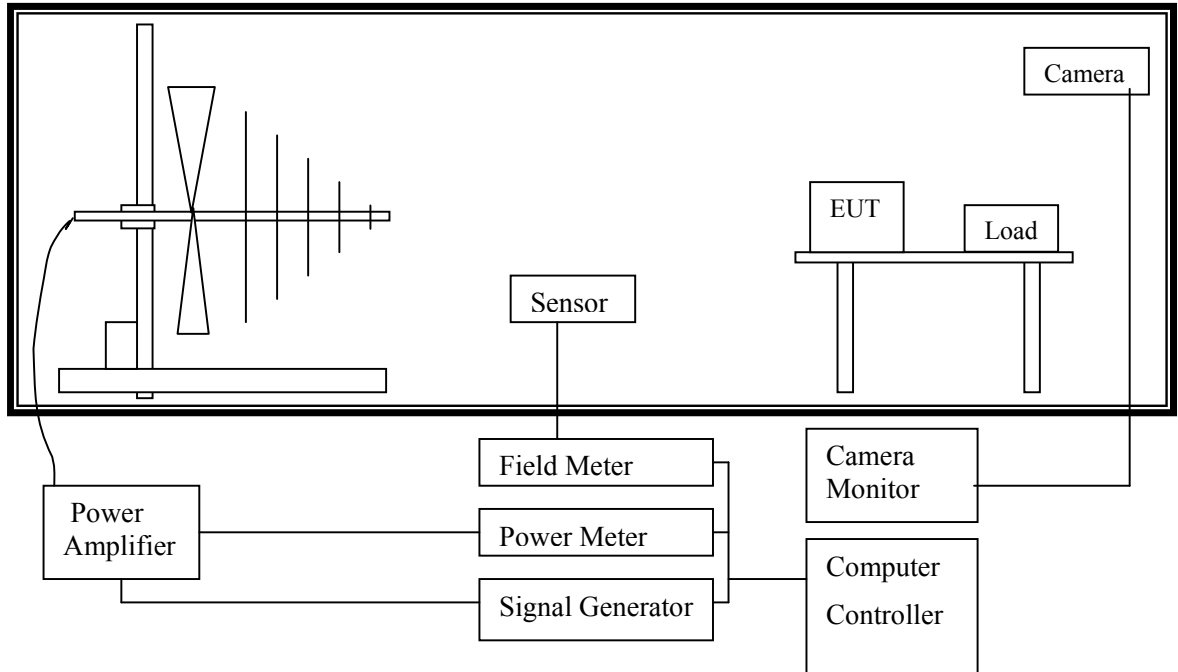 Camera
EUT
Load
Sensor
Field Meter
Camera
Monitor
Power
Amplifier
Power Meter
Computer
Controller
Signal Generator